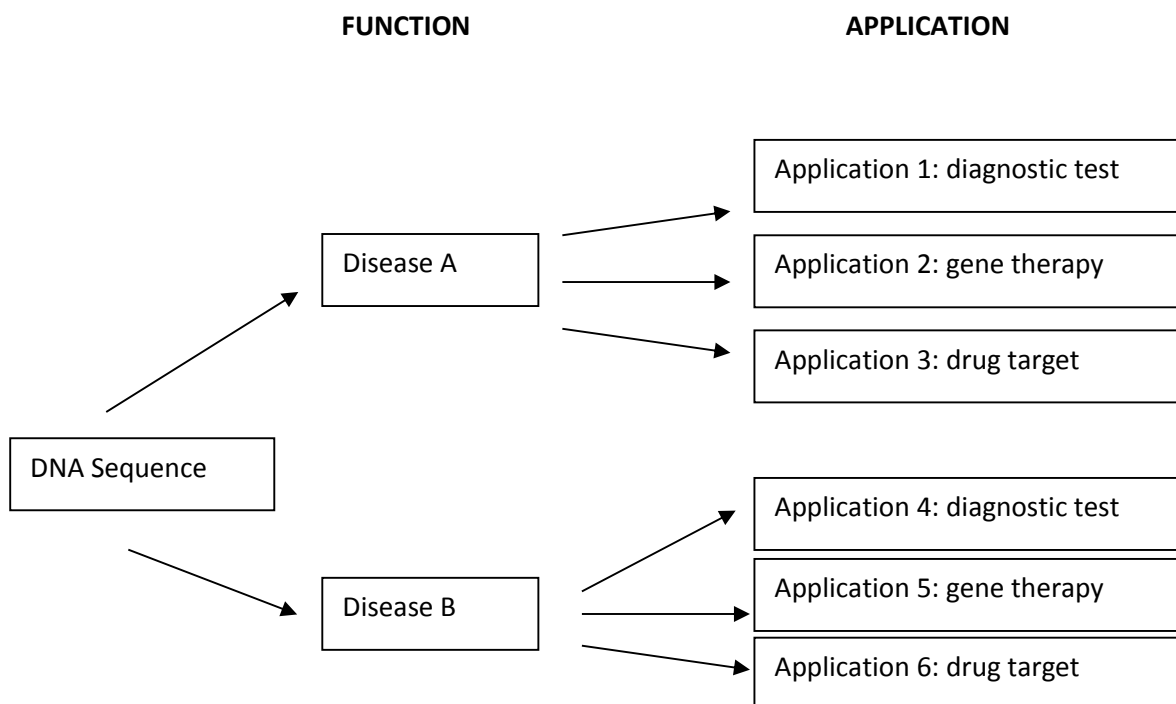 FUNCTION
APPLICATION
Application 1: diagnostic test
Disease A
Application 2: gene therapy
Application 3: drug target
DNA Sequence
Application 4: diagnostic test
Disease B
Application 5: gene therapy
Application 6: drug target